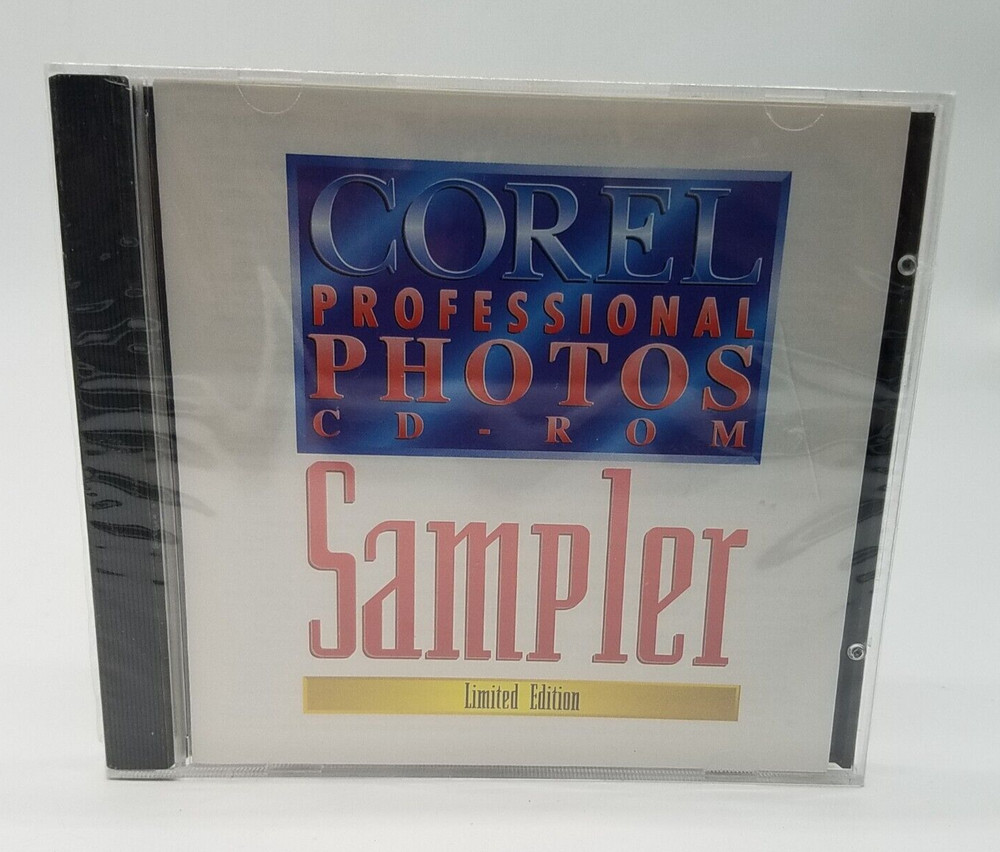 COREL
PROFESSIONAL
PHOTOS
CD-ROM
Sampler
Limited Edition